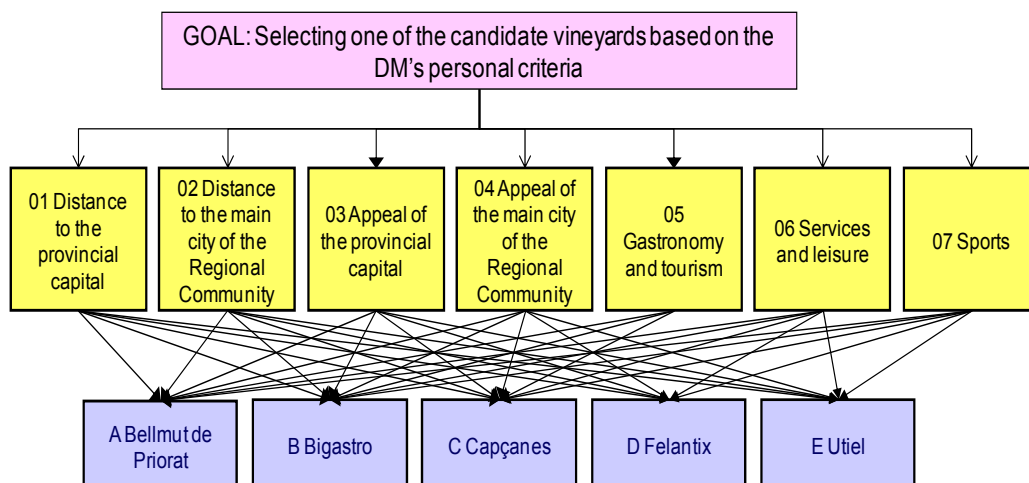 GOAL: Selecting one of the candidate vineyards based on the
DM's personal criteria
01 Distance
to the
provincial
capital
02 Distance
to the main
city of the
Regional
Community
03 Appeal of
the provincial
capital
04 Appeal of
the main city
of the
Regional
Community
05
Gastronomy
and tourism
06 Services
and leisure
07 Sports
A Bellmut de
Priorat
B Bigastro
C Capçanes
D Felantix
E Utiel